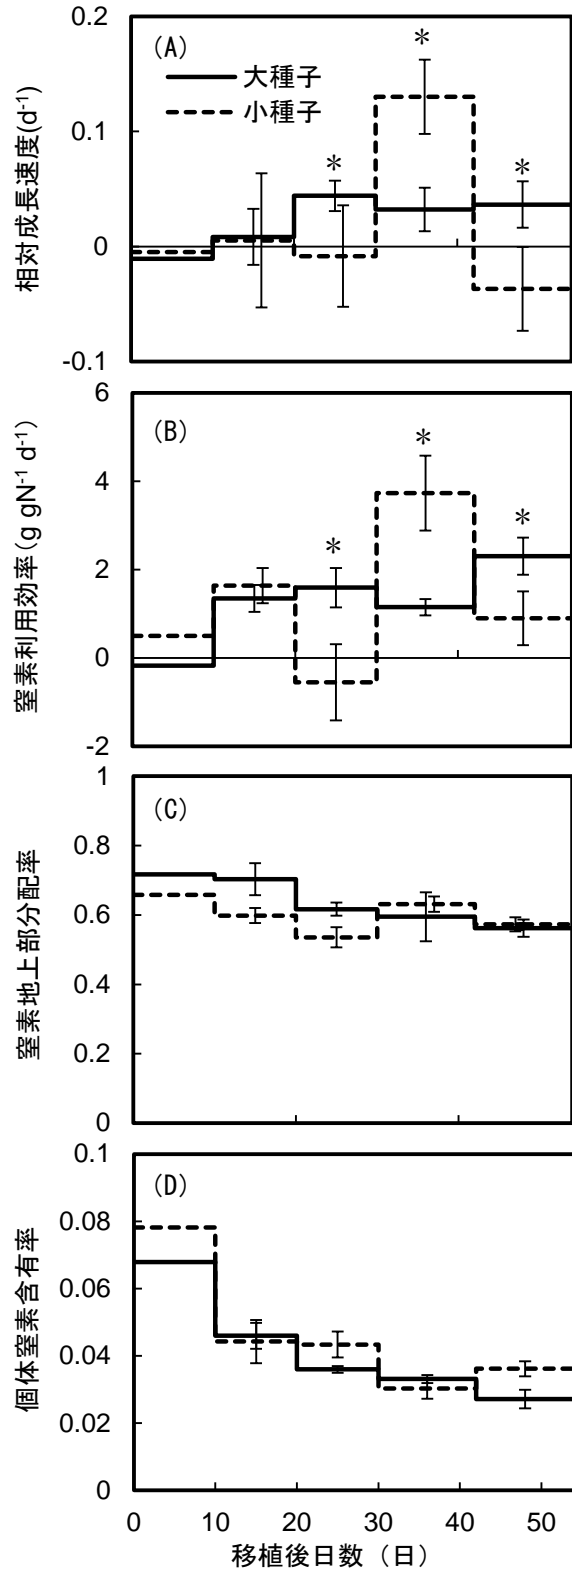 0.2
(A)
*
大種子
小種子
0.1
*
*
0
-0.1
相対成長速度(d⁻¹)
6
(B)
*
4
*
*
2
0
-2
窒素利用効率(g gN⁻¹ d⁻¹)
1
(C)
0.8
0.6
0.4
0.2
0
窒素地上部分配率
0.1
(D)
0.08
0.06
0.04
0.02
0
個体窒素含有率
0 10 20 30 40 50
移植後日数（日）